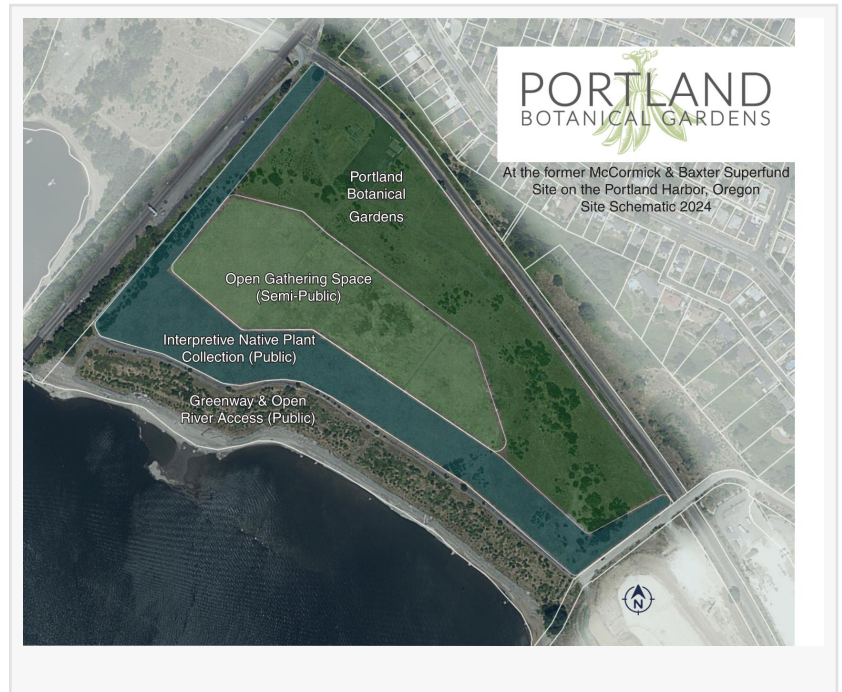 PORTLAND
BOTANICAL GARDENS
At the former McCormick & Baxter Superfund
Site on the Portland Harbor, Oregon
Site Schematic 2024
Portland
Botanical
Gardens
Open Gathering Space
(Semi-Public)
Interpretive Native Plant
Collection (Public)
Greenway & Open
River Access (Public)
N